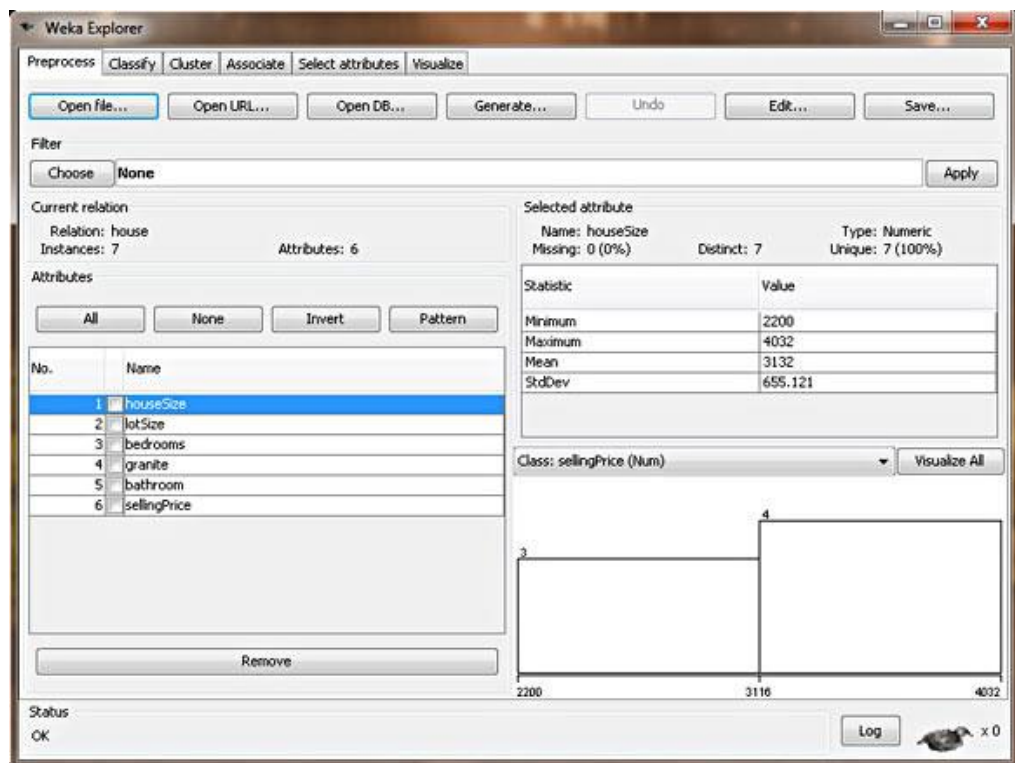 Weka Explorer
Preprocess Classify Cluster Associate Select attributes Visualize
Open file... Open URL... Open DB... Generate... Undo Edit... Save...
Filter
Choose None Apply
Current relation
Relation: house
Instances: 7 Attributes: 6
Selected attribute
Name: houseSize Type: Numeric
Missing: 0 (0%) Distinct: 7 Unique: 7 (100%)
Attributes
All None Invert Pattern
No. Name
1 houseSize
2 lotSize
3 bedrooms
4 granite
5 bathroom
6 sellingPrice
Remove
Statistic Value
Minimum 2200
Maximum 4032
Mean 3132
StdDev 655.121
Class: sellingPrice (Num) Visualize All
3 4
2200 3116 4032
Status
OK Log x 0